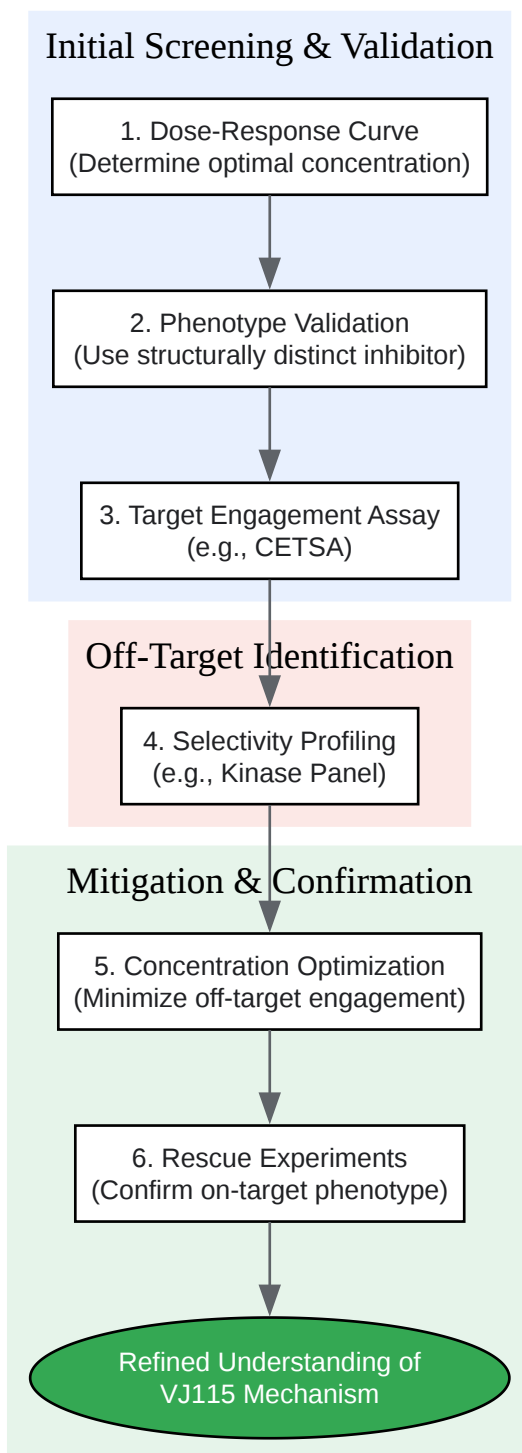 Initial Screening & Validation
1. Dose-Response Curve
(Determine optimal concentration)
2. Phenotype Validation
(Use structurally distinct inhibitor)
3. Target Engagement Assay
(e.g., CETSA)
Off-Target Identification
4. Selectivity Profiling
(e.g., Kinase Panel)
Mitigation & Confirmation
5. Concentration Optimization
(Minimize off-target engagement)
6. Rescue Experiments
(Confirm on-target phenotype)
Refined Understanding of
VJ115 Mechanism